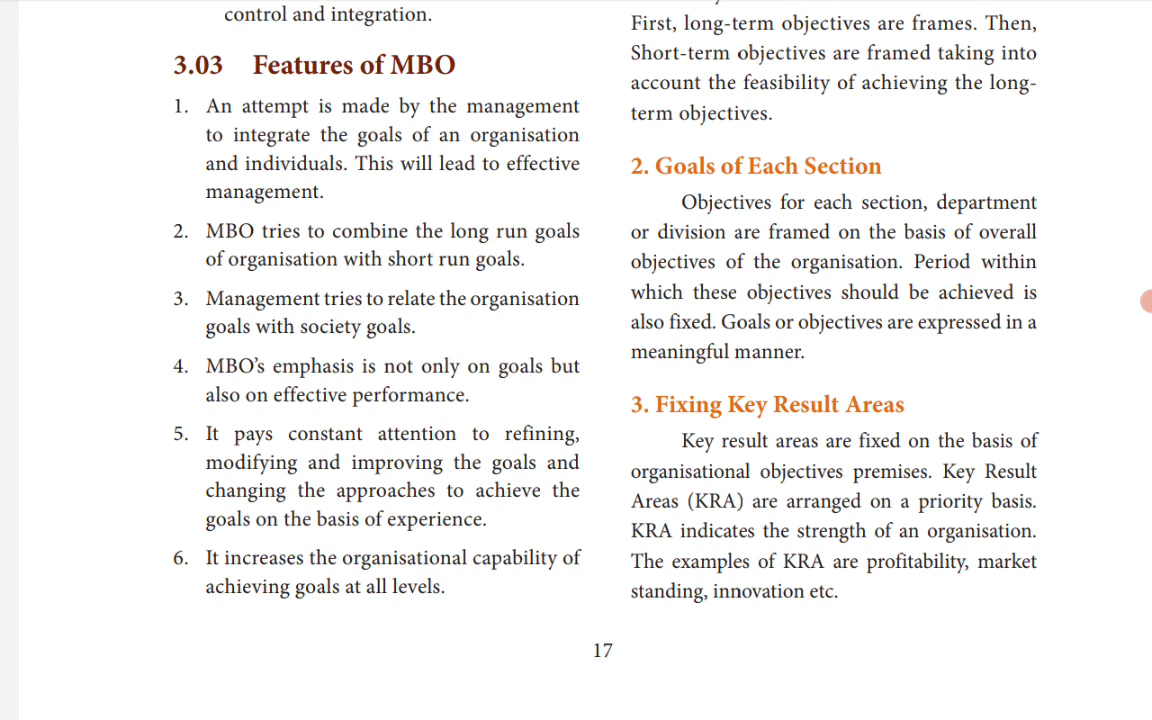 control and integration.
3.03 Features of MBO
1. An attempt is made by the management
to integrate the goals of an organisation
and individuals. This will lead to effective
management.
2. MBO tries to combine the long run goals
of organisation with short run goals.
3. Management tries to relate the organisation
goals with society goals.
4. MBO’s emphasis is not only on goals but
also on effective performance.
5. It pays constant attention to refining,
modifying and improving the goals and
changing the approaches to achieve the
goals on the basis of experience.
6. It increases the organisational capability of
achieving goals at all levels.
First, long-term objectives are frames. Then,
Short-term objectives are framed taking into
account the feasibility of achieving the long-
term objectives.
2. Goals of Each Section
Objectives for each section, department
or division are framed on the basis of overall
objectives of the organisation. Period within
which these objectives should be achieved is
also fixed. Goals or objectives are expressed in a
meaningful manner.
3. Fixing Key Result Areas
Key result areas are fixed on the basis of
organisational objectives premises. Key Result
Areas (KRA) are arranged on a priority basis.
KRA indicates the strength of an organisation.
The examples of KRA are profitability, market
standing, innovation etc.
17